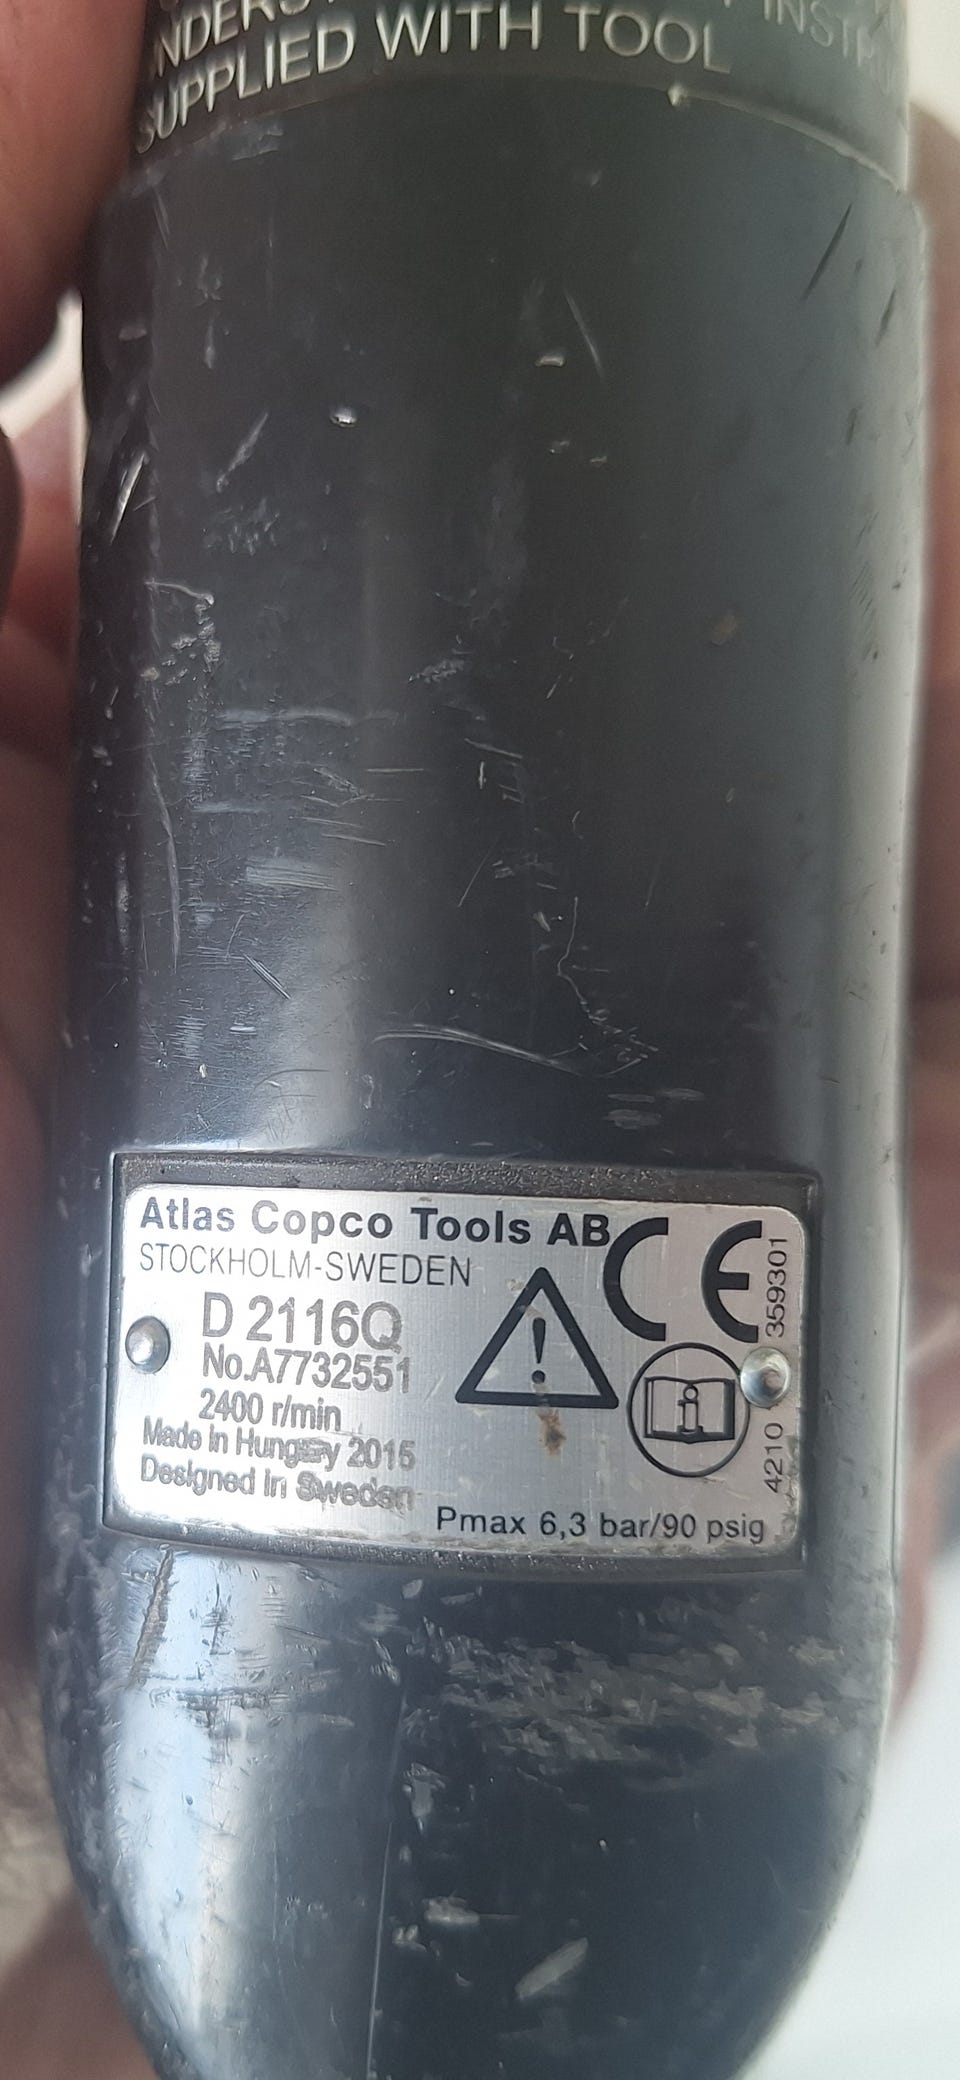 SUPPLIED WITH TOOL
Atlas Copco Tools AB
CE
STOCKHOLM-SWEDEN
D 2116Q
No.A7732551
2400 r/min
Made in Hungary 2015
Designed in Sweden
Pmax 6,3 bar/90 psig
4210
359301